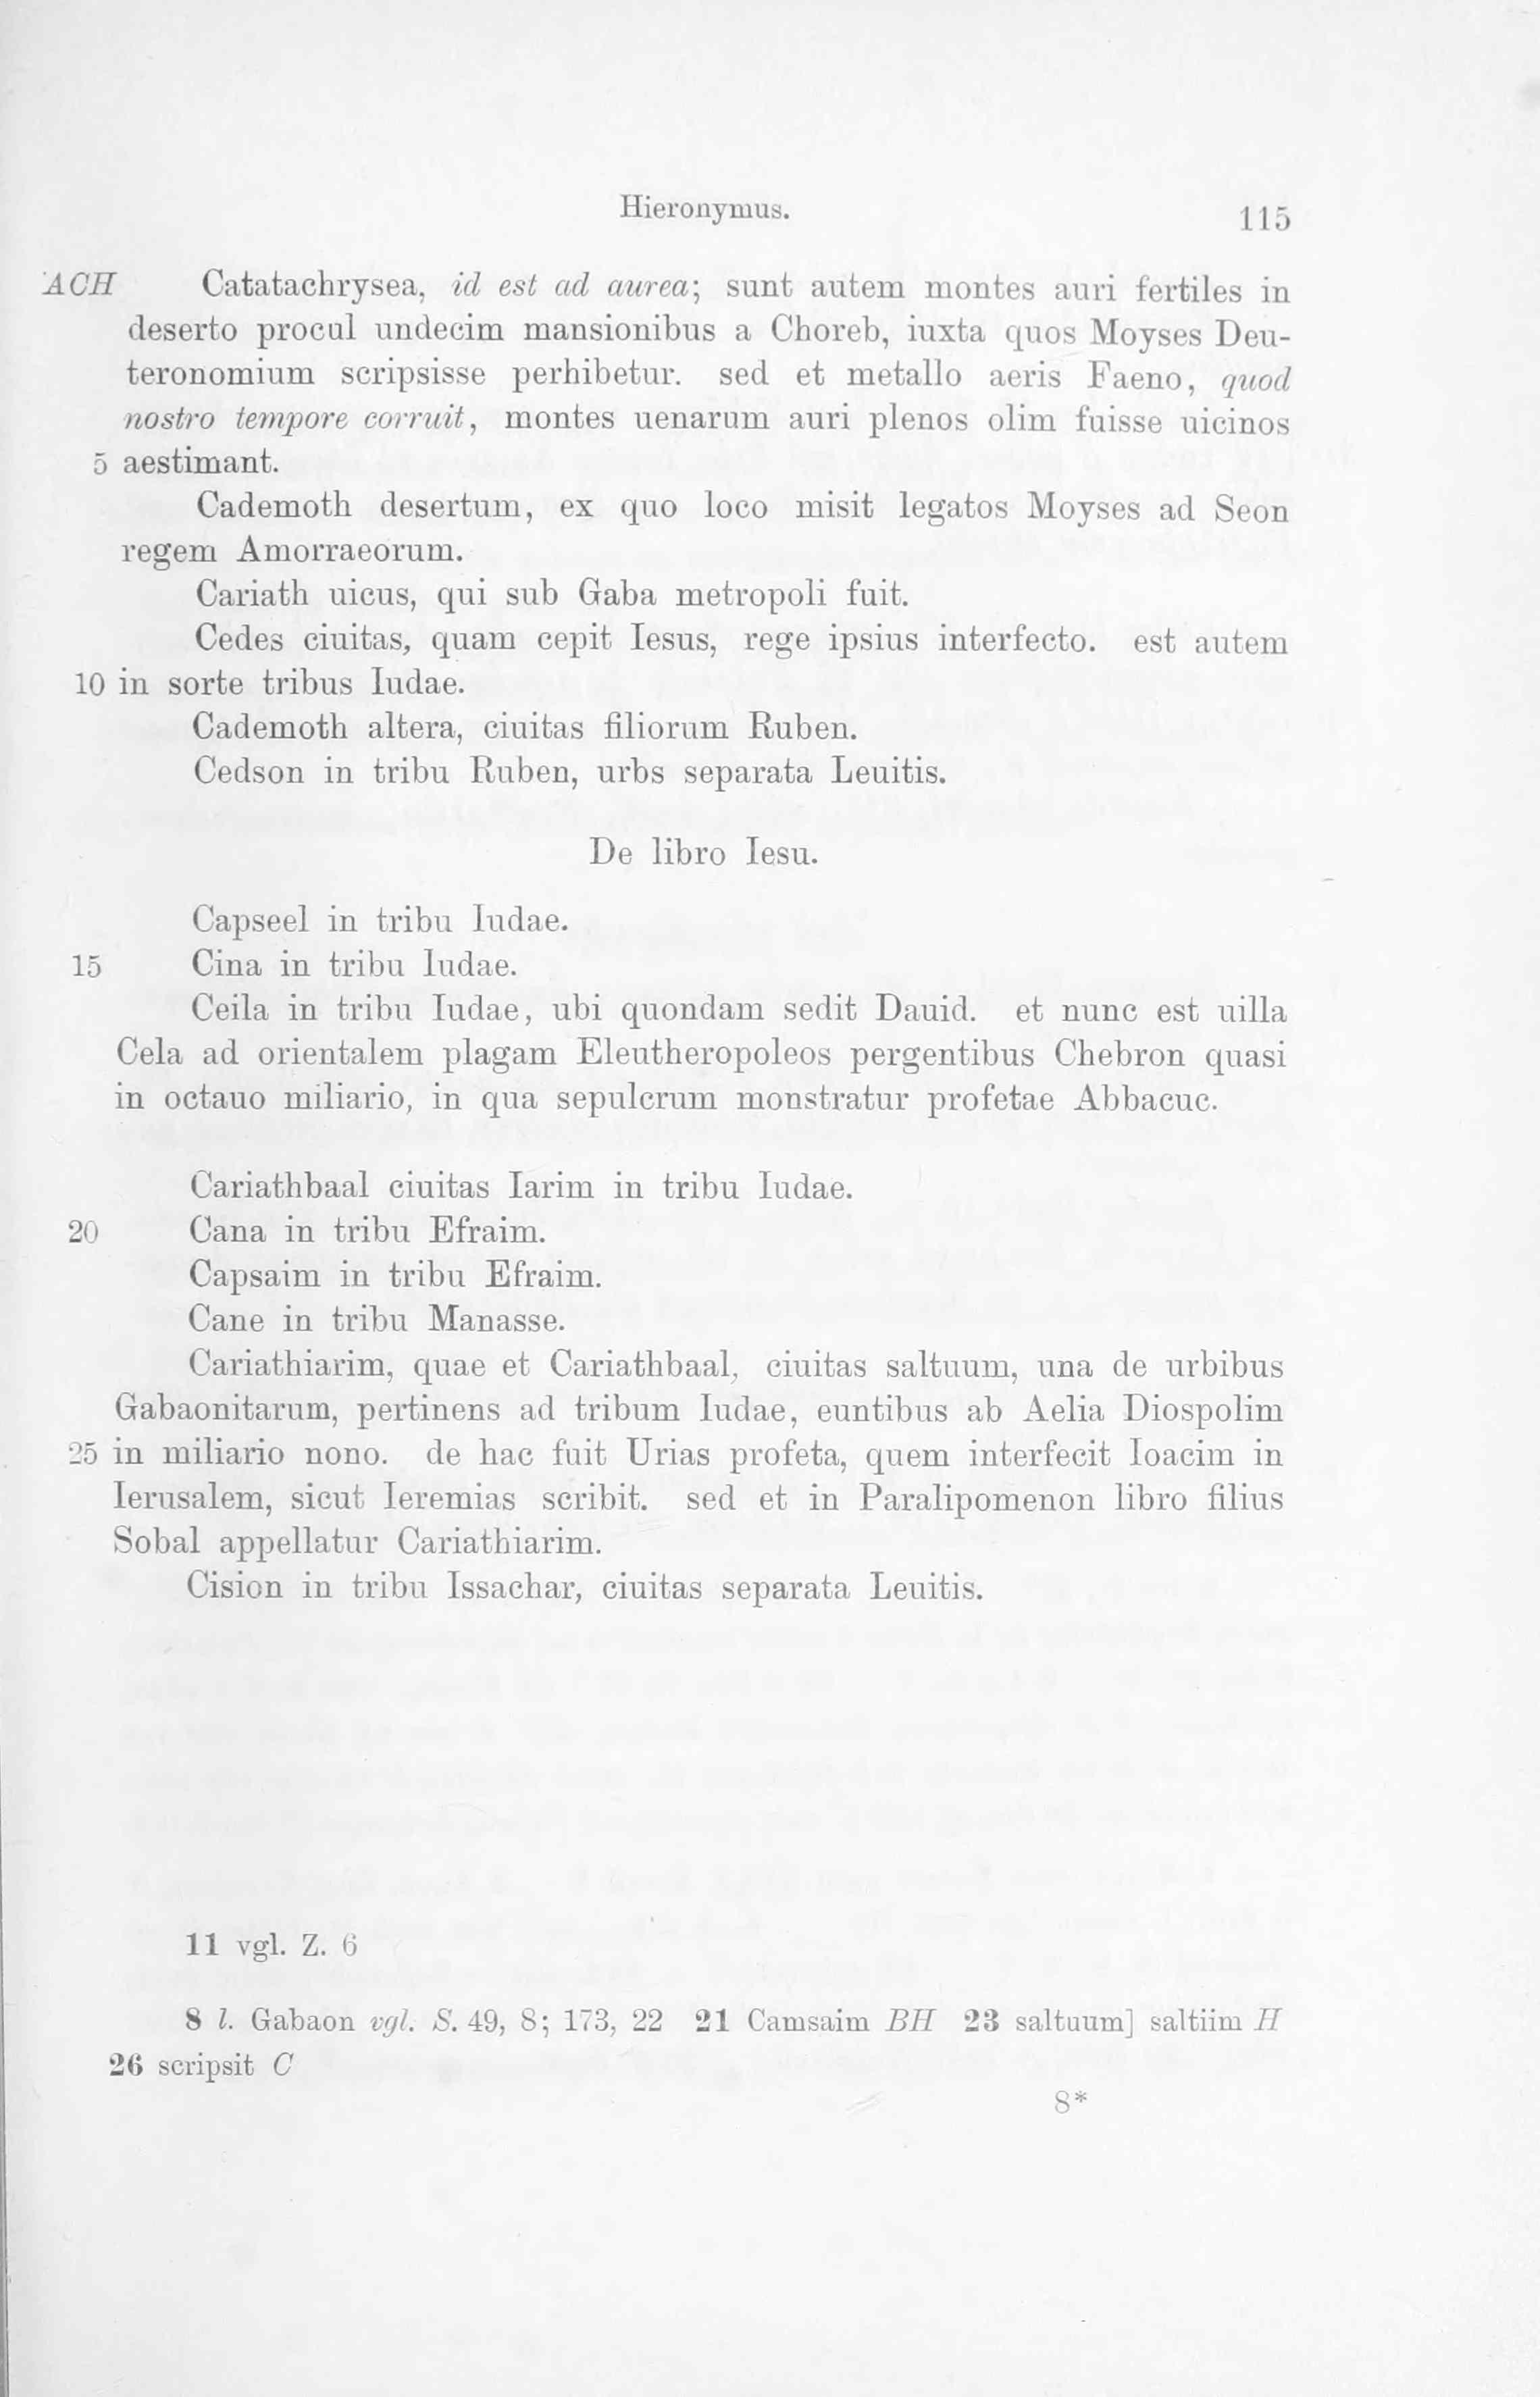 Hieronymus. 115
ACH Catatachrysea, id est ad aurea; sunt autem montes auri fertiles in
deserto procul undecim mansionibus a Choreb, iuxta quos Moyses Deu-
teronomium scripsisse perhibetur. sed et metallo aeris Faeno, quod
nostro tempore corruit, montes uenarum auri plenos olim fuisse uicinos
5 aestimant.
Cademoth desertum, ex quo loco misit legatos Moyses ad Seon
regem Amorraeorum.
Cariath uicus, qui sub Gaba metropoli fuit.
Cedes ciuitas, quam cepit Iesus, rege ipsius interfecto. est autem
10 in sorte tribus Iudae.
Cademoth altera, ciuitas filiorum Ruben.
Cedson in tribu Ruben, urbs separata Leuitis.
De libro Iesu.
Capseel in tribu Iudae.
15 Cina in tribu Iudae.
Ceila in tribu Iudae, ubi quondam sedit Dauid. et nunc est uilla
Cela ad orientalem plagam Eleutheropoleos pergentibus Chebron quasi
in octauo miliario, in qua sepulcrum monstratur profetae Abbacuc.
Cariathbaal ciuitas Iarim in tribu Iudae.
20 Cana in tribu Efraim.
Capsaim in tribu Efraim.
Cane in tribu Manasse.
Cariathiarim, quae et Cariathbaal, ciuitas saltuum, una de urbibus
Gabaonitarum, pertinens ad tribum Iudae, euntibus ab Aelia Diospolim
25 in miliario nono. de hac fuit Urias profeta, quem interfecit Ioacim in
Ierusalem, sicut Ieremias scribit. sed et in Paralipomenon libro filius
Sobal appellatur Cariathiarim.
Cision in tribu Issachar, ciuitas separata Leuitis.
11 vgl. Z. 6
8 l. Gabaon vgl. S. 49, 8; 173, 22 21 Camsaim BH 23 saltuum] saltiim H
26 scripsit C
8*